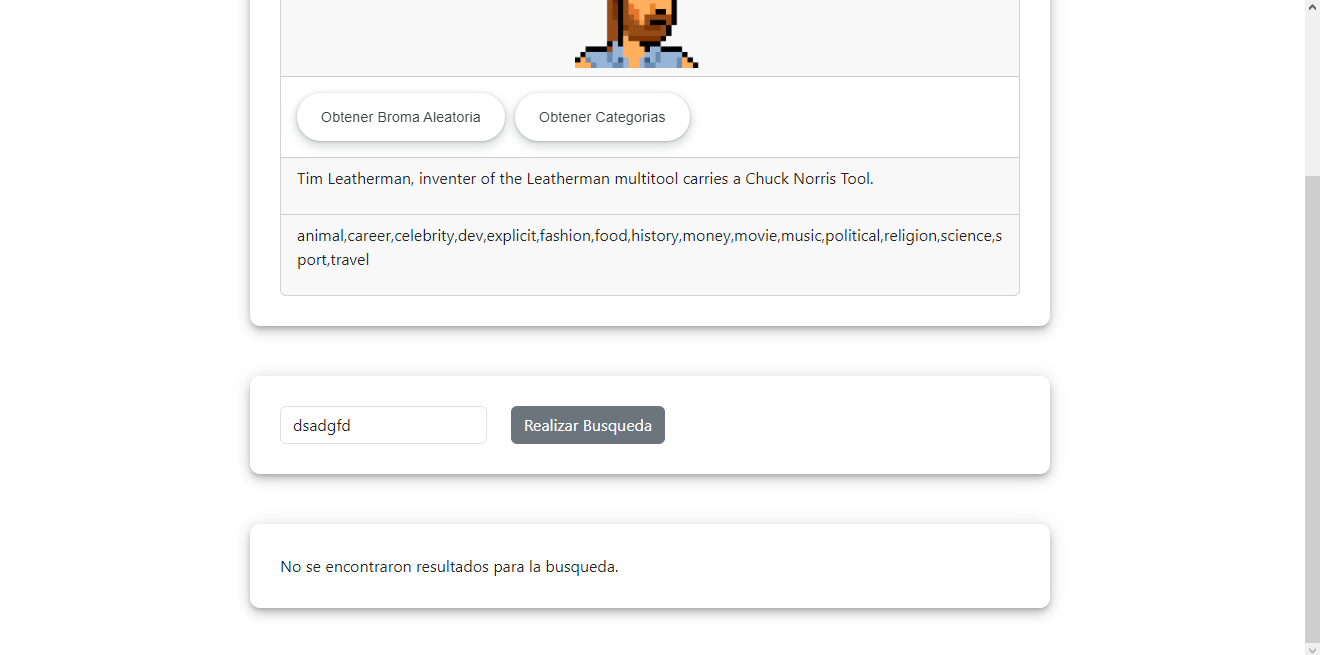 Obtener Broma Aleatoria
Obtener Categorias
Tim Leatherman, inventer of the Leatherman multitool carries a Chuck Norris Tool.
animal,career,celebrity,dev,explicit,fashion,food,history,money,movie,music,political,religion,science,s
port,travel
dsadgfd
Realizar Busqueda
No se encontraron resultados para la busqueda.